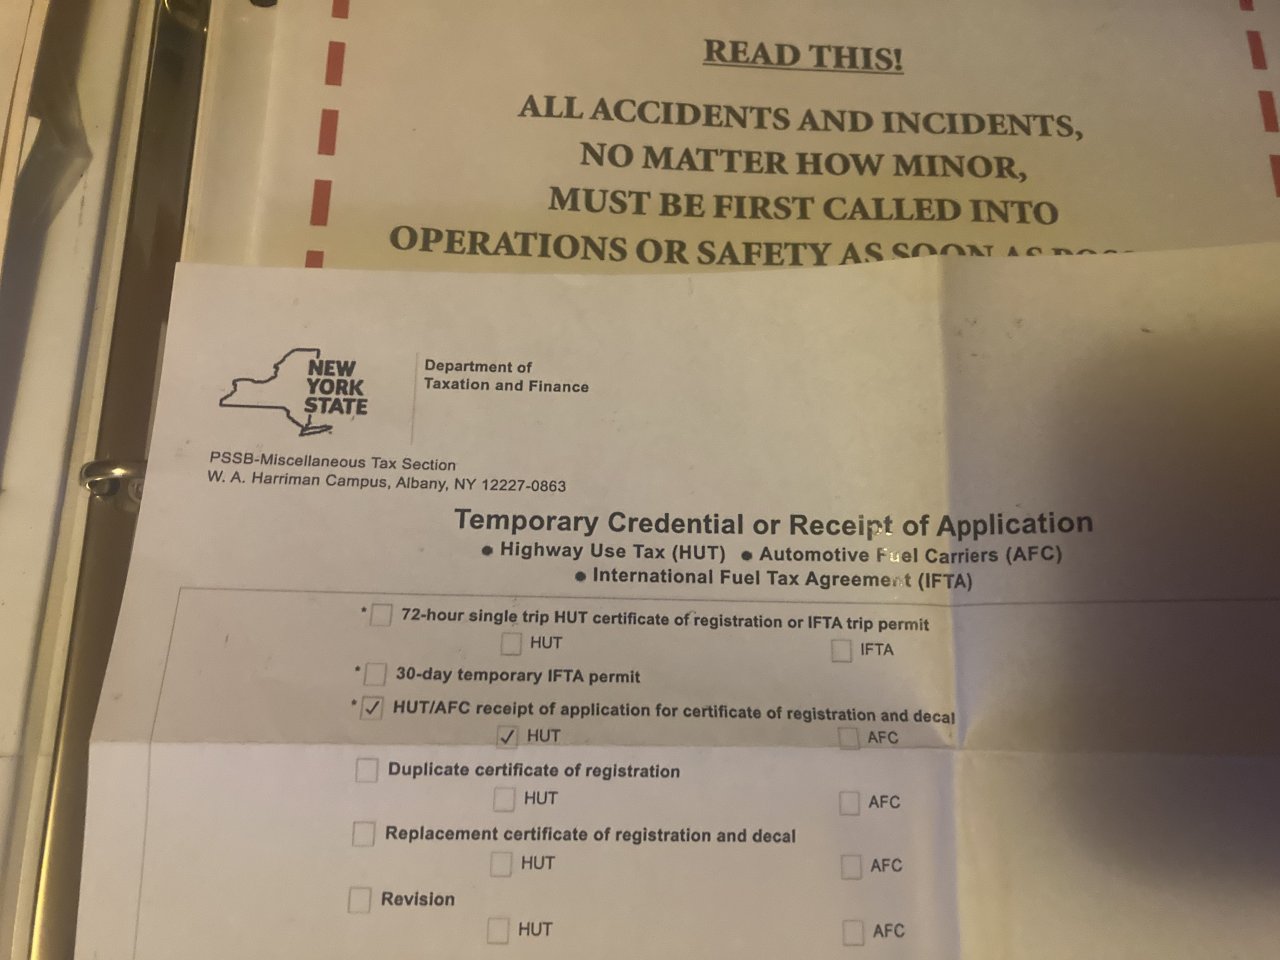 READ THIS!
ALL ACCIDENTS AND INCIDENTS,
NO MATTER HOW MINOR,
MUST BE FIRST CALLED INTO
OPERATIONS OR SAFETY AS SOON AS
NEW
YORK
STATE
Department of
Taxation and Finance
PSSB-Miscellaneous Tax Section
W. A. Harriman Campus, Albany, NY 12227-0863
Temporary Credential or Receipt of Application
• Highway Use Tax (HUT) • Automotive Fuel Carriers (AFC)
• International Fuel Tax Agreement (IFTA)
* 72-hour single trip HUT certificate of registration or IFTA trip permit
HUT IFTA
* 30-day temporary IFTA permit
* ✓ HUT/AFC receipt of application for certificate of registration and decal
✓ HUT AFC
Duplicate certificate of registration
HUT AFC
Replacement certificate of registration and decal
HUT AFC
Revision
HUT AFC